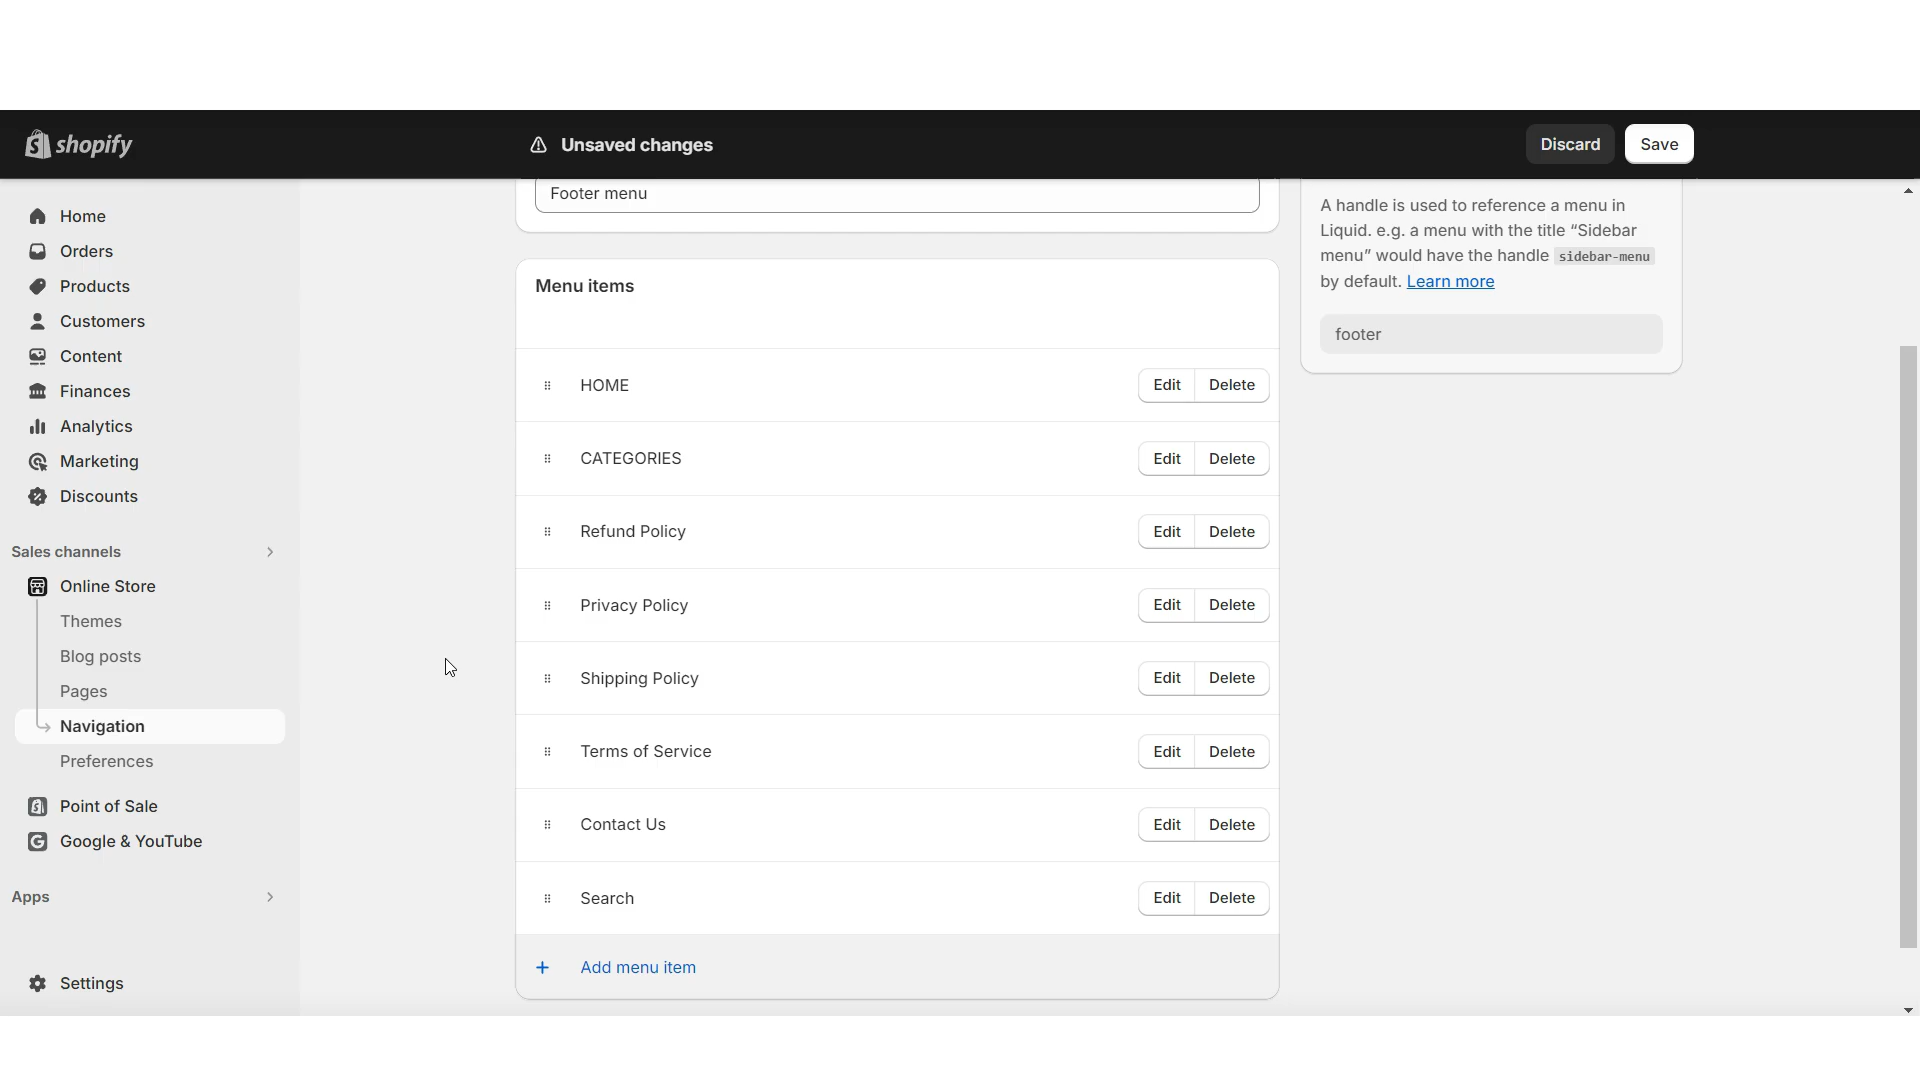 shopify
Unsaved changes
Discard
Save
Home
Orders
Products
Customers
Content
Finances
Analytics
Marketing
Discounts
Sales channels
Online Store
Themes
Blog posts
Pages
Navigation
Preferences
Point of Sale
Google & YouTube
Apps
Settings
Footer menu
Menu items
HOME
Edit
Delete
CATEGORIES
Edit
Delete
Refund Policy
Edit
Delete
Privacy Policy
Edit
Delete
Shipping Policy
Edit
Delete
Terms of Service
Edit
Delete
Contact Us
Edit
Delete
Search
Edit
Delete
+ Add menu item
A handle is used to reference a menu in
Liquid. e.g. a menu with the title “Sidebar
menu” would have the handle sidebar-menu
by default. Learn more
footer